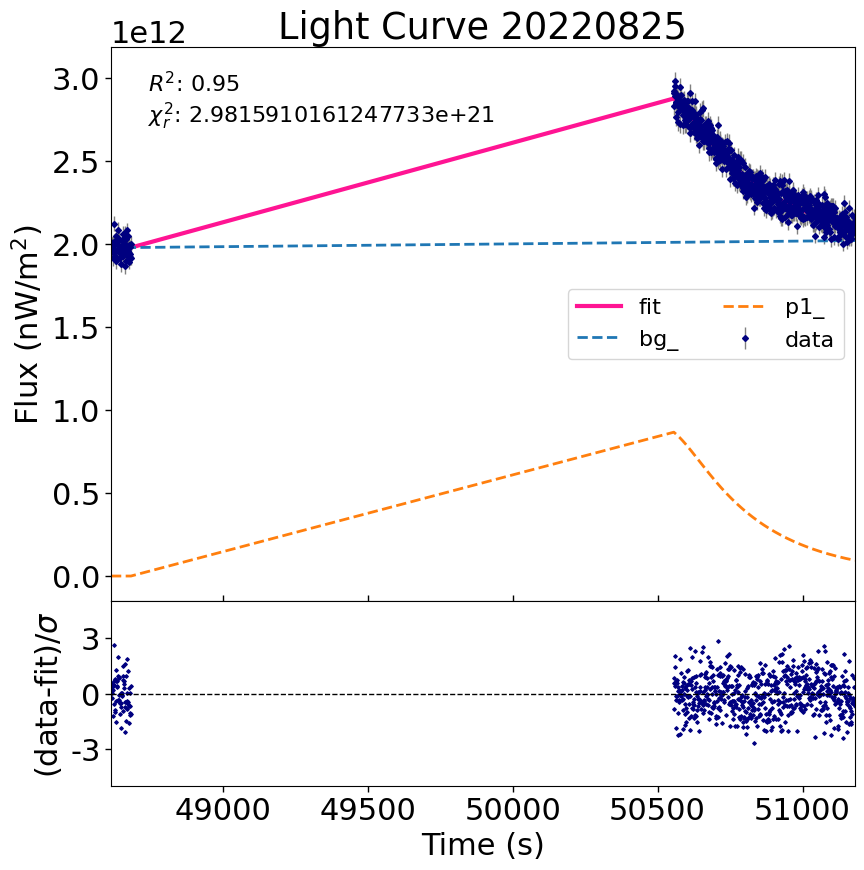 Light Curve 20220825
1e12
R²: 0.95
χ²ᵣ: 2.9815910161247733e+21
3.0
2.5
2.0
1.5
1.0
0.5
0.0
Flux (nW/m²)
fit
bg_
p1_
data
3
0
-3
(data-fit)/σ
49000 49500 50000 50500 51000
Time (s)